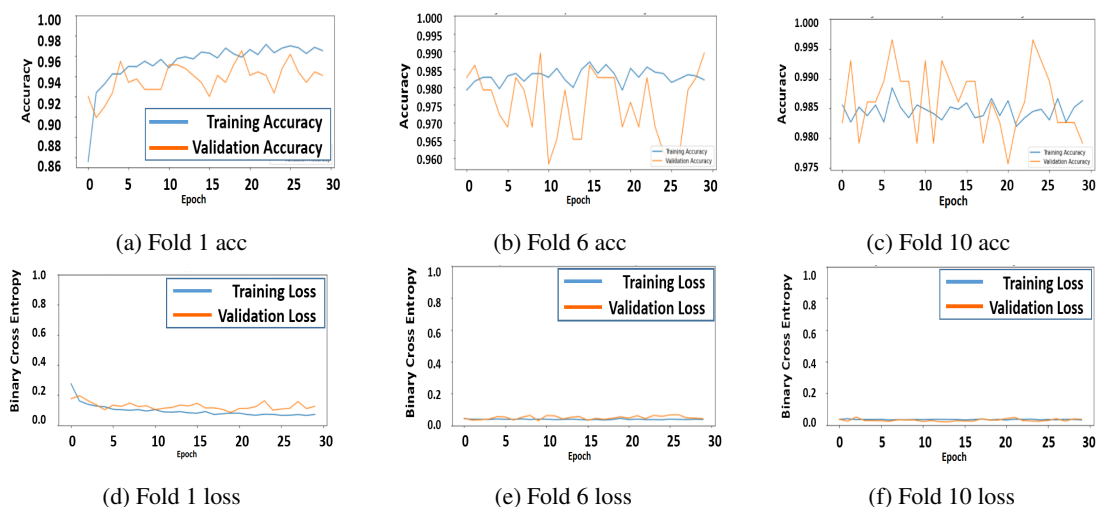 1.00
0.98
0.96
0.94
0.92
0.90
0.88
0.86
Accuracy
Training Accuracy
Validation Accuracy
0 5 10 15 20 25 30
Epoch
(a) Fold 1 acc
1.000
0.995
0.990
0.985
0.980
0.975
0.970
0.965
0.960
Accuracy
Training Accuracy
Validation Accuracy
0 5 10 15 20 25 30
Epoch
(b) Fold 6 acc
1.000
0.995
0.990
0.985
0.980
0.975
Accuracy
Training Accuracy
Validation Accuracy
0 5 10 15 20 25 30
Epoch
(c) Fold 10 acc
1.0
0.8
0.6
0.4
0.2
0.0
Binary Cross Entropy
Training Loss
Validation Loss
0 5 10 15 20 25 30
Epoch
(d) Fold 1 loss
1.0
0.8
0.6
0.4
0.2
0.0
Binary Cross Entropy
Training Loss
Validation Loss
0 5 10 15 20 25 30
Epoch
(e) Fold 6 loss
1.0
0.8
0.6
0.4
0.2
0.0
Binary Cross Entropy
Training Loss
Validation Loss
0 5 10 15 20 25 30
Epoch
(f) Fold 10 loss